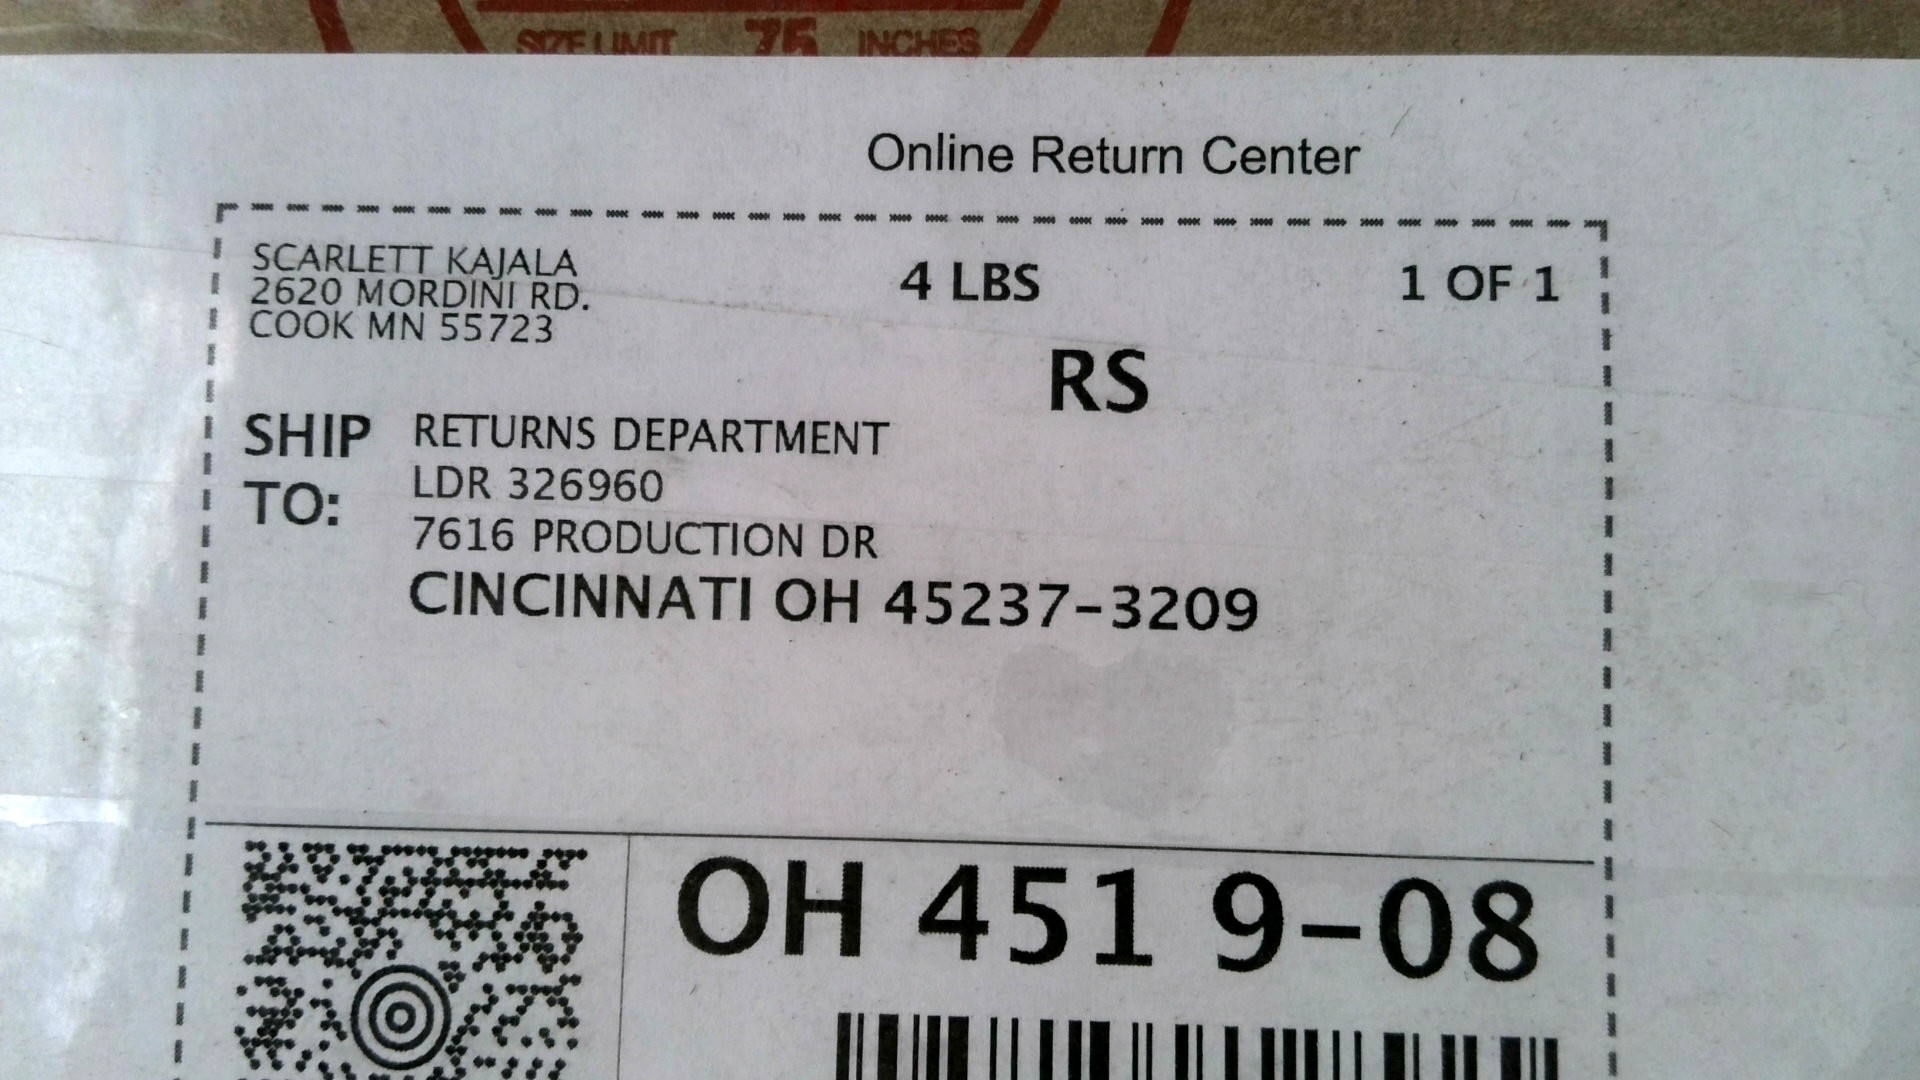 SIZE LIMIT 75 INCHES
Online Return Center
SCARLETT KAJALA
2620 MORDINI RD.
COOK MN 55723
4 LBS
1 OF 1
RS
SHIP TO:
RETURNS DEPARTMENT
LDR 326960
7616 PRODUCTION DR
CINCINNATI OH 45237-3209
OH 451 9-08